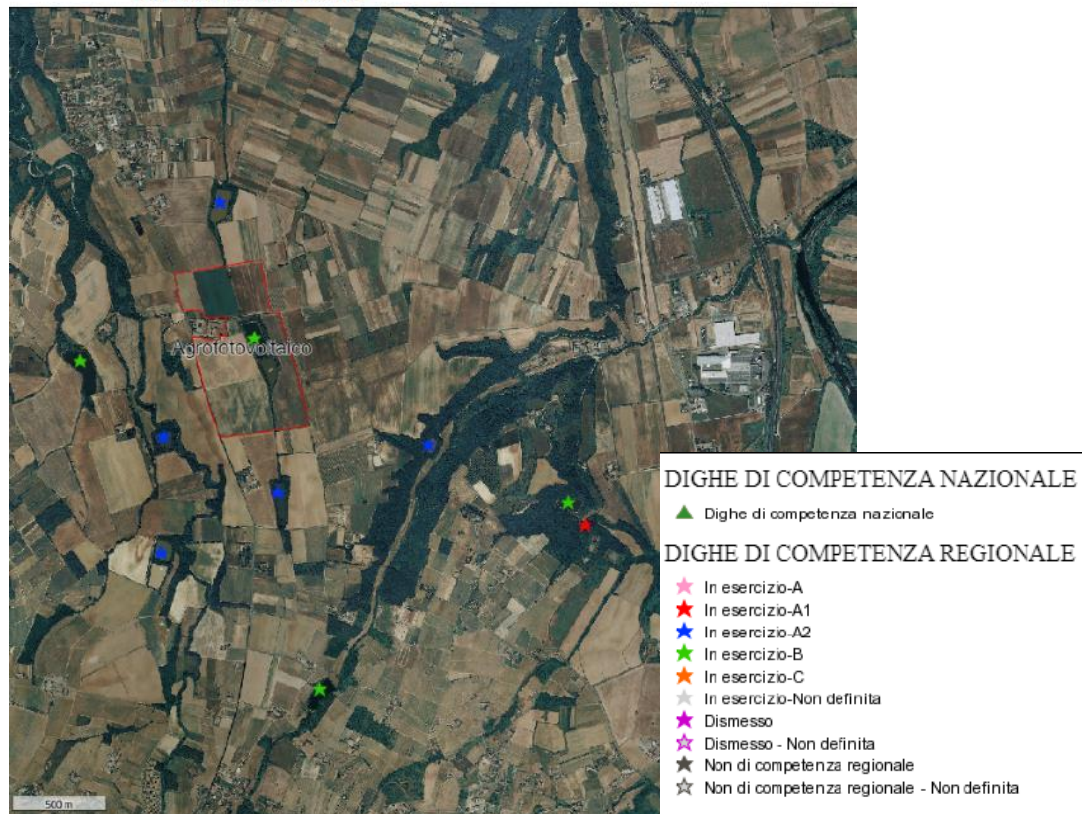 Agrofotovoltaico
500 m
DIGHE DI COMPETENZA NAZIONALE
Dighe di competenza nazionale
DIGHE DI COMPETENZA REGIONALE
In esercizio-A
In esercizio-A1
In esercizio-A2
In esercizio-B
In esercizio-C
In esercizio-Non definita
Dismesso
Dismesso - Non definita
Non di competenza regionale
Non di competenza regionale - Non definita